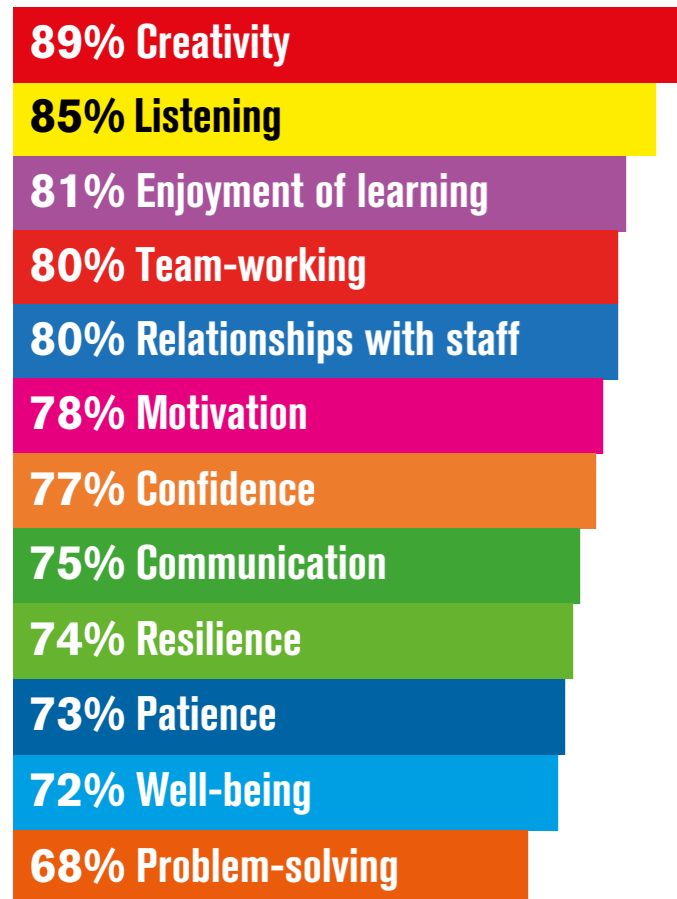 89% Creativity
85% Listening
81% Enjoyment of learning
80% Team-working
80% Relationships with staff
78% Motivation
77% Confidence
75% Communication
74% Resilience
73% Patience
72% Well-being
68% Problem-solving